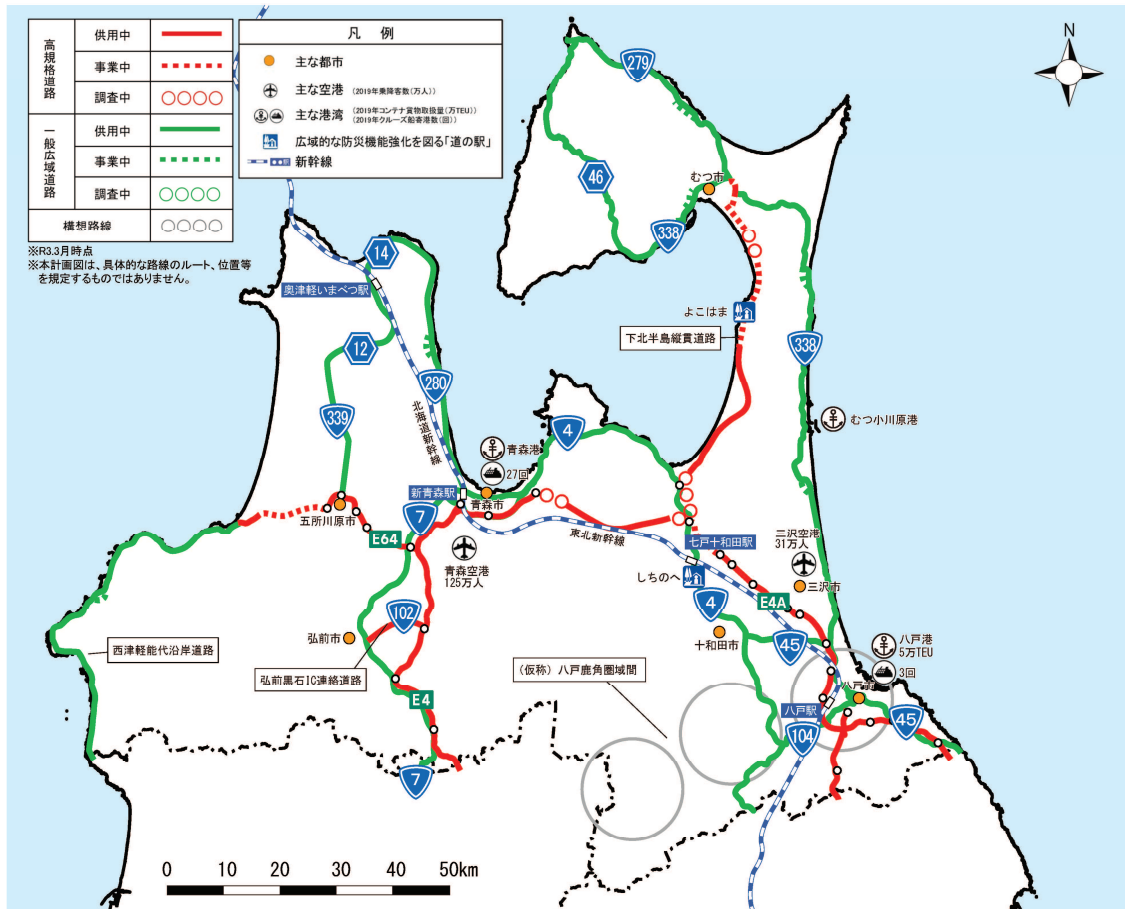 高規格道路
供用中
事業中
調査中
一般広域道路
供用中
事業中
調査中
構想路線
※R3.3月時点
※本計画図は、具体的な路線のルート、位置等
を規定するものではありません。
凡 例
主な都市
主な空港 (2019年乗降客数(万人))
主な港湾 (2019年コンテナ貨物取扱量(万TEU))
(2019年クルーズ船寄港数(回))
広域的な防災機能強化を図る「道の駅」
駅 新幹線
N
279
46
むつ市
338
14
奥津軽いまべつ駅
よこはま
下北半島縦貫道路
12
338
280
339
北海道新幹線
4
むつ小川原港
青森港
27回
新青森駅
青森市
五所川原市
7
E64
東北新幹線
青森空港
125万人
七戸十和田駅
三沢空港
31万人
しちのへ
三沢市
E4A
4
102
弘前市
十和田市
45
八戸港
5万TEU
3回
西津軽能代沿岸道路
(仮称)八戸鹿角圏域間
弘前黒石IC連絡道路
八戸市
E4
八戸駅
45
104
7
0 10 20 30 40 50km